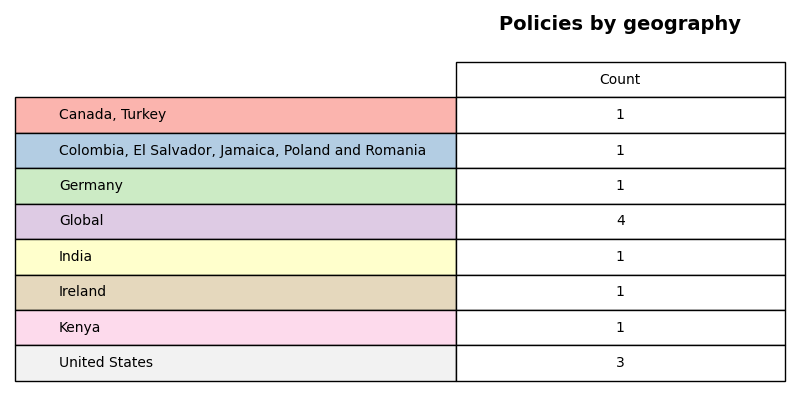 Policies by geography
Count
Canada, Turkey 1
Colombia, El Salvador, Jamaica, Poland and Romania 1
Germany 1
Global 4
India 1
Ireland 1
Kenya 1
United States 3